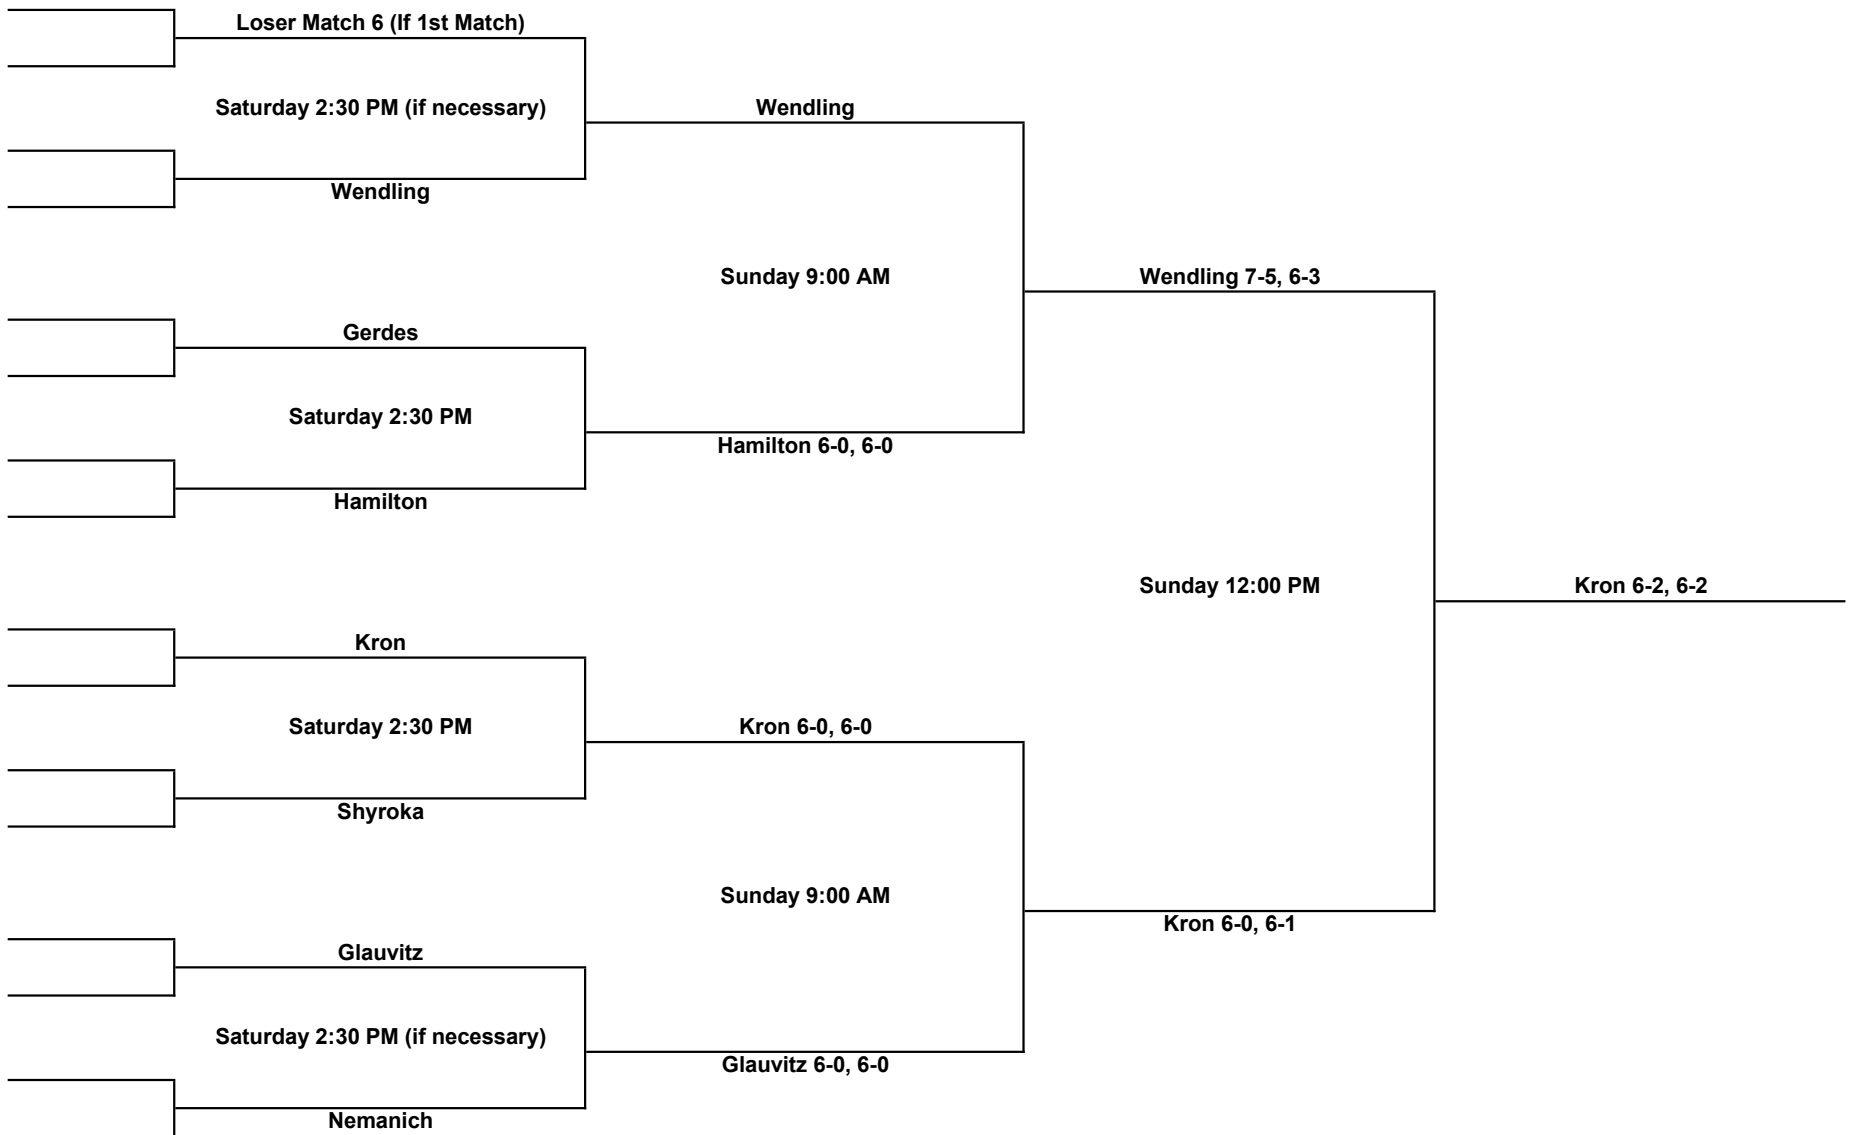 Loser Match 6 (If 1st Match)
Saturday 2:30 PM (if necessary)
Wendling
Wendling
Sunday 9:00 AM
Wendling 7-5, 6-3
Gerdes
Saturday 2:30 PM
Hamilton 6-0, 6-0
Hamilton
Sunday 12:00 PM
Kron 6-2, 6-2
Kron
Saturday 2:30 PM
Kron 6-0, 6-0
Shyroka
Sunday 9:00 AM
Kron 6-0, 6-1
Glauvitz
Saturday 2:30 PM (if necessary)
Glauvitz 6-0, 6-0
Nemanich